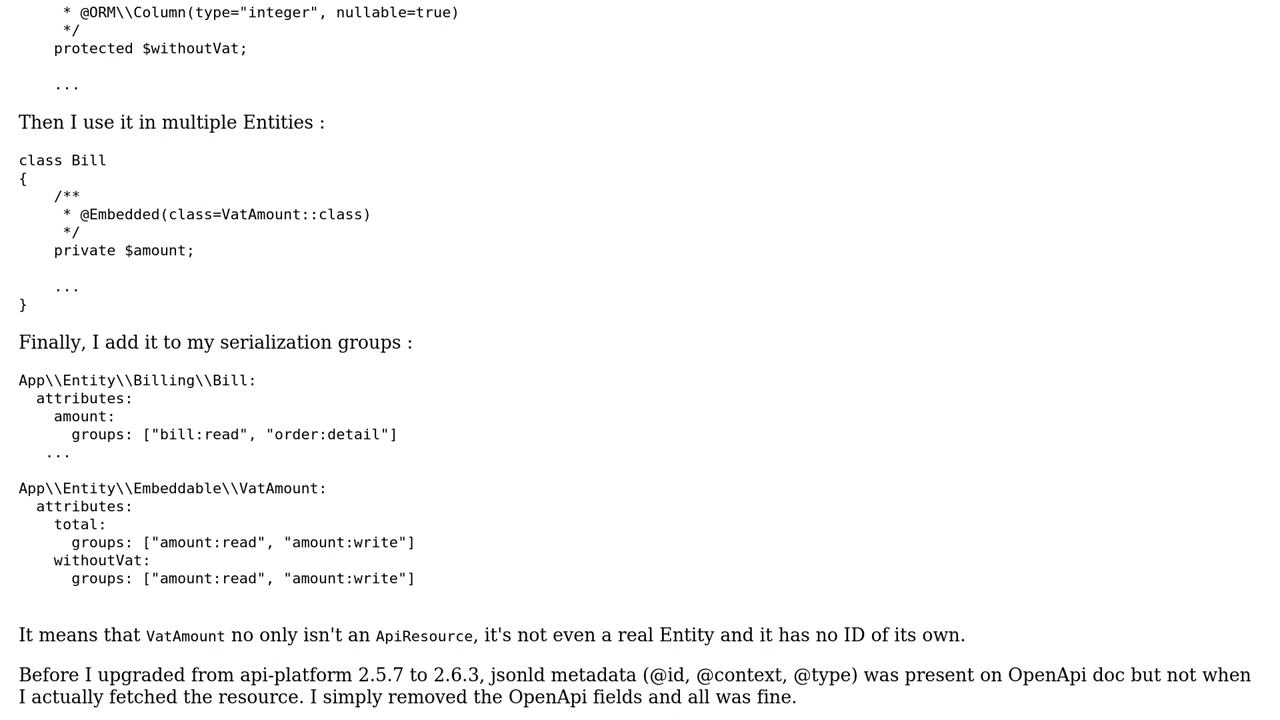 * @ORM\\Column(type="integer", nullable=true)
     */
    protected $withoutVat;

    ...
Then I use it in multiple Entities :
class Bill
{
    /**
     * @Embedded(class=VatAmount::class)
     */
    private $amount;

    ...
}
Finally, I add it to my serialization groups :
App\\Entity\\Billing\\Bill:
  attributes:
    amount:
      groups: ["bill:read", "order:detail"]
   ...

App\\Entity\\Embeddable\\VatAmount:
  attributes:
    total:
      groups: ["amount:read", "amount:write"]
    withoutVat:
      groups: ["amount:read", "amount:write"]

It means that VatAmount no only isn't an ApiResource, it's not even a real Entity and it has no ID of its own.
Before I upgraded from api-platform 2.5.7 to 2.6.3, jsonld metadata (@id, @context, @type) was present on OpenApi doc but not when
I actually fetched the resource. I simply removed the OpenApi fields and all was fine.